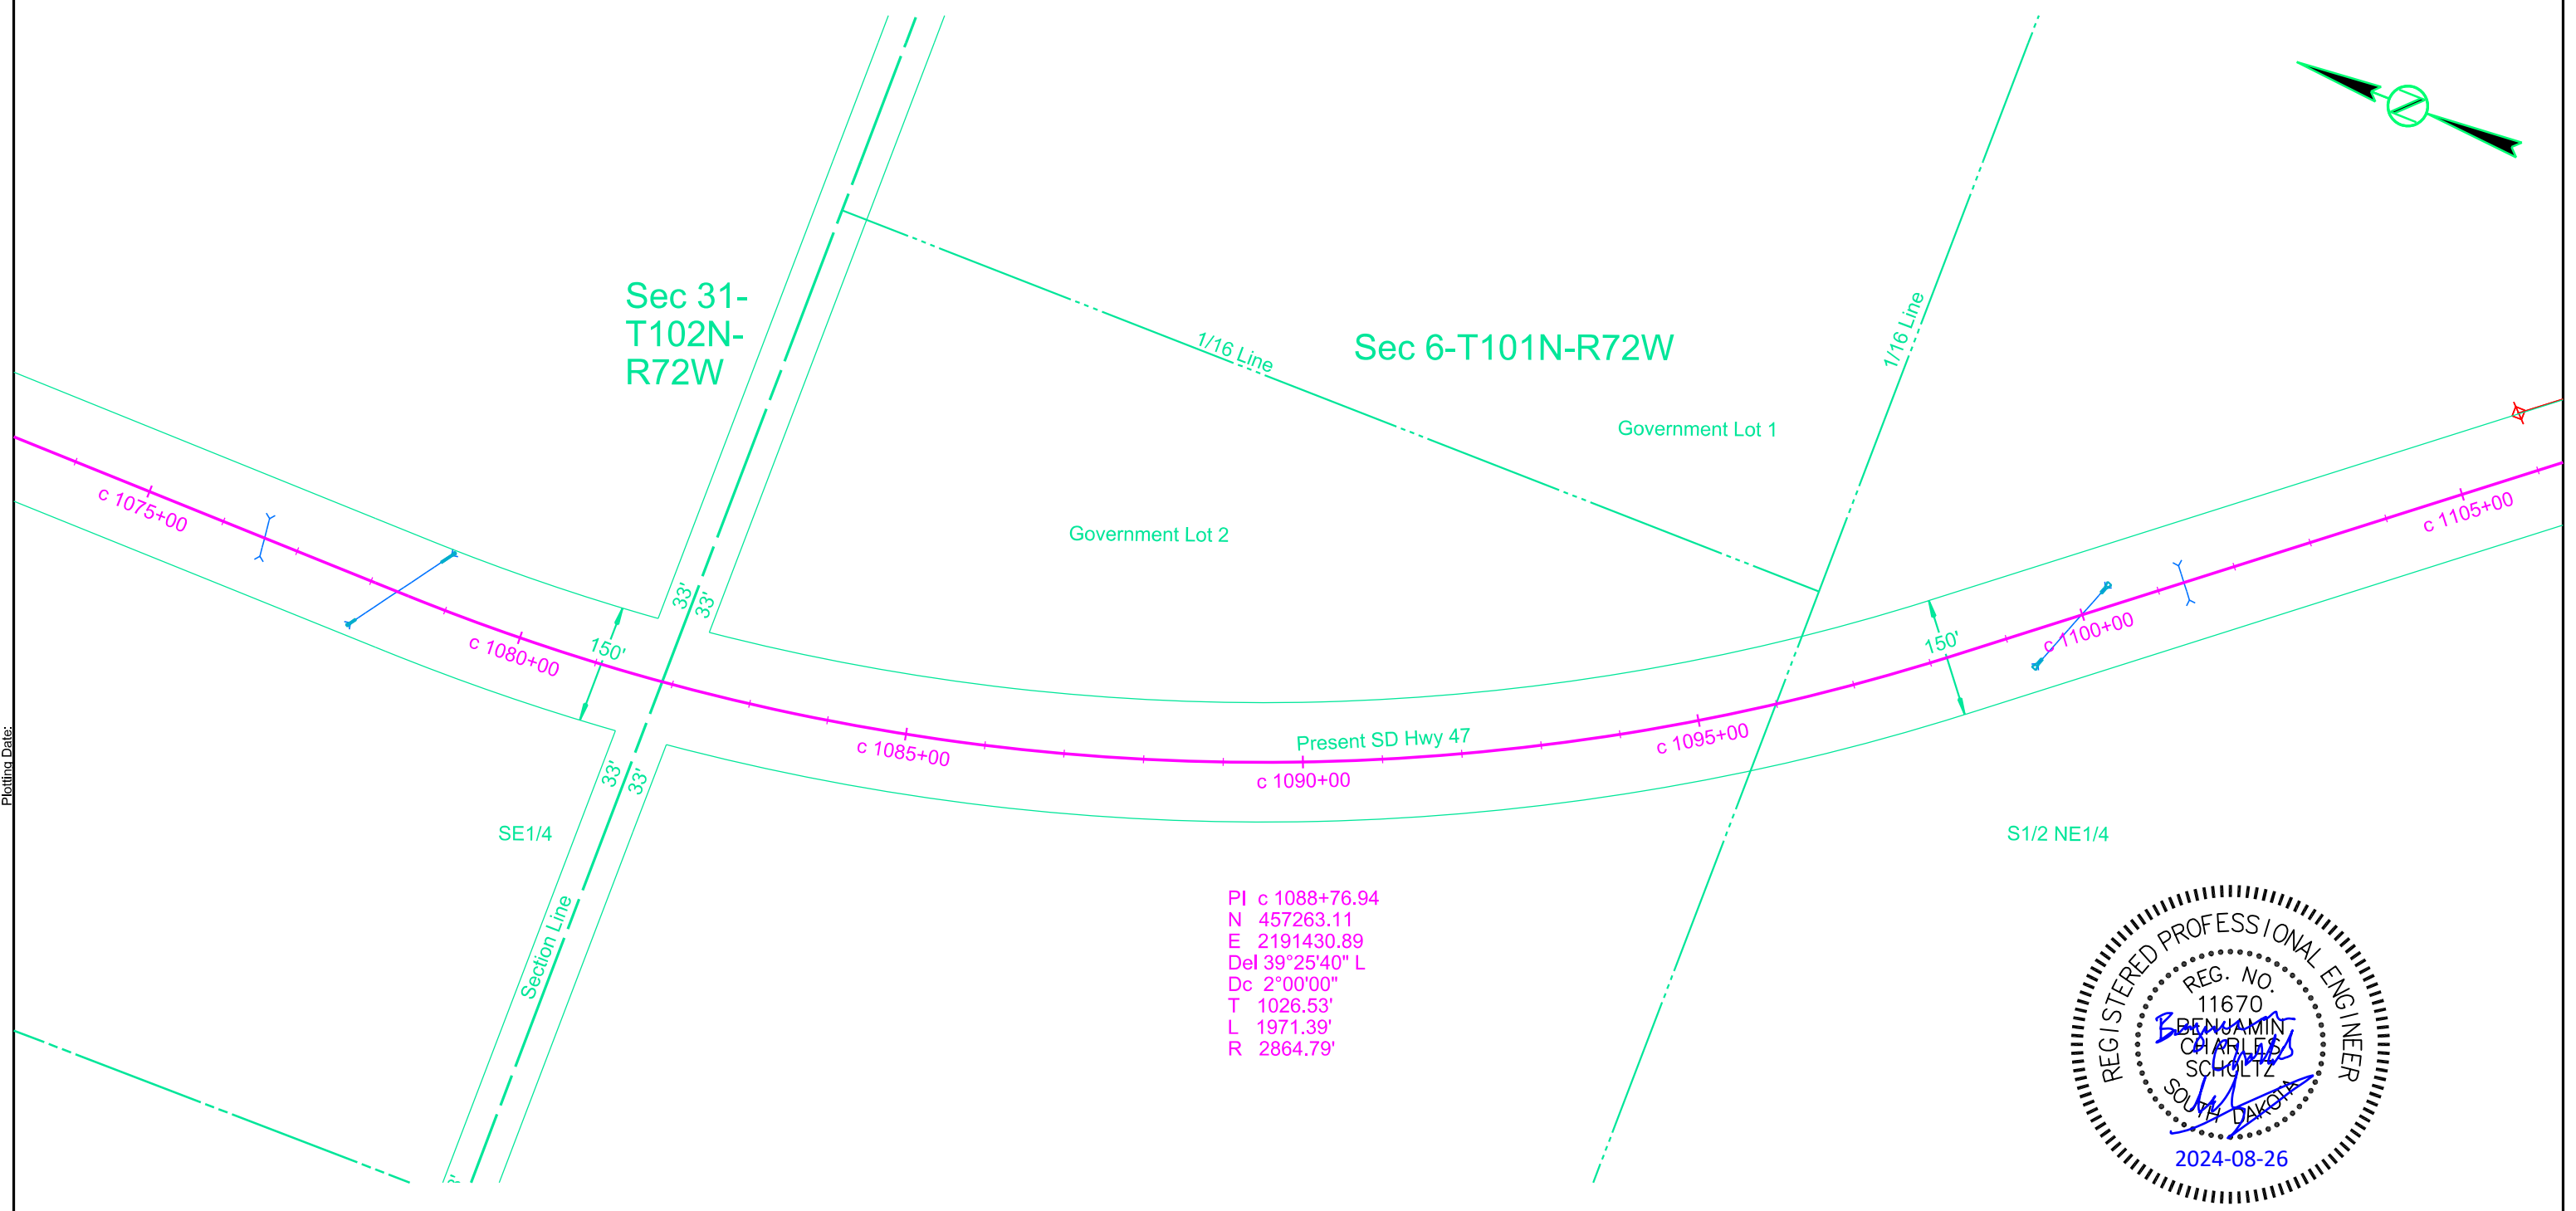 Sec 31-
T102N-
R72W
1/16 Line
Sec 6-T101N-R72W
1/16 Line
Government Lot 1
Government Lot 2
c 1075+00
c 1080+00
150'
33'
33'
c 1085+00
Present SD Hwy 47
c 1090+00
c 1095+00
150'
c 1100+00
c 1105+00
33'
33'
Plotting Date:
SE1/4
S1/2 NE1/4
Section Line
PI c 1088+76.94
N 457263.11
E 2191430.89
Del 39°25'40" L
Dc 2°00'00"
T 1026.53'
L 1971.39'
R 2864.79'
REGISTERED PROFESSIONAL ENGINEER
REG. NO.
11670
BENJAMIN
CHARLES
SCHOLTZ
SOUTH DAKOTA
2024-08-26